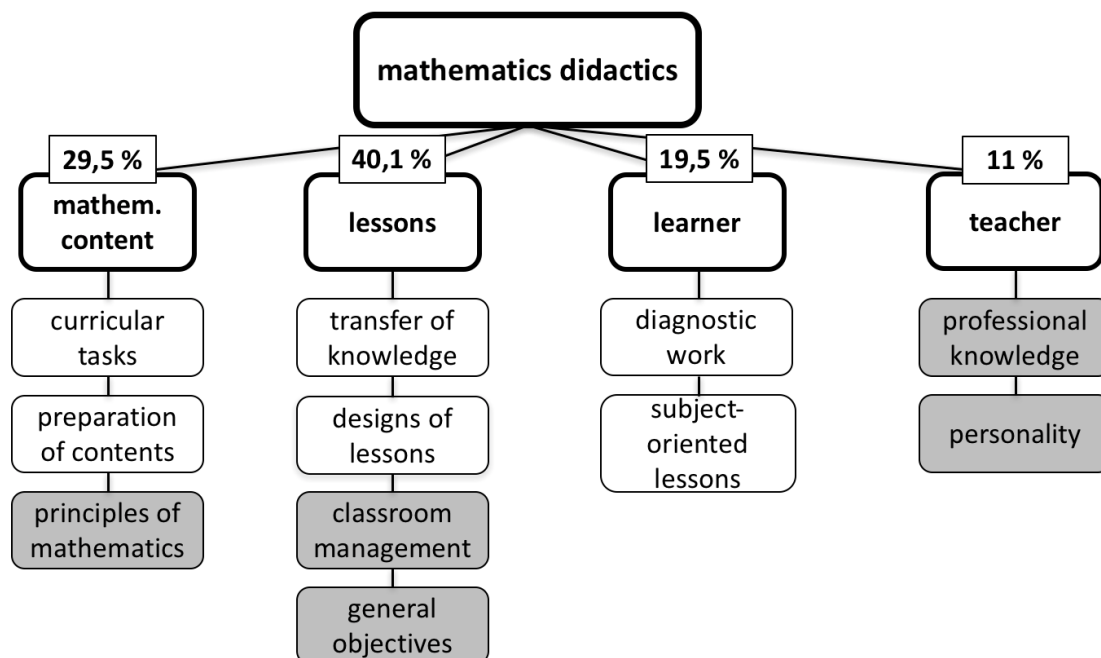 mathematics didactics
29,5 %
40,1 %
19,5 %
11 %
mathem.
content
lessons
learner
teacher
curricular
tasks
preparation
of contents
principles of
mathematics
transfer of
knowledge
designs of
lessons
classroom
management
general
objectives
diagnostic
work
subject-
oriented
lessons
professional
knowledge
personality